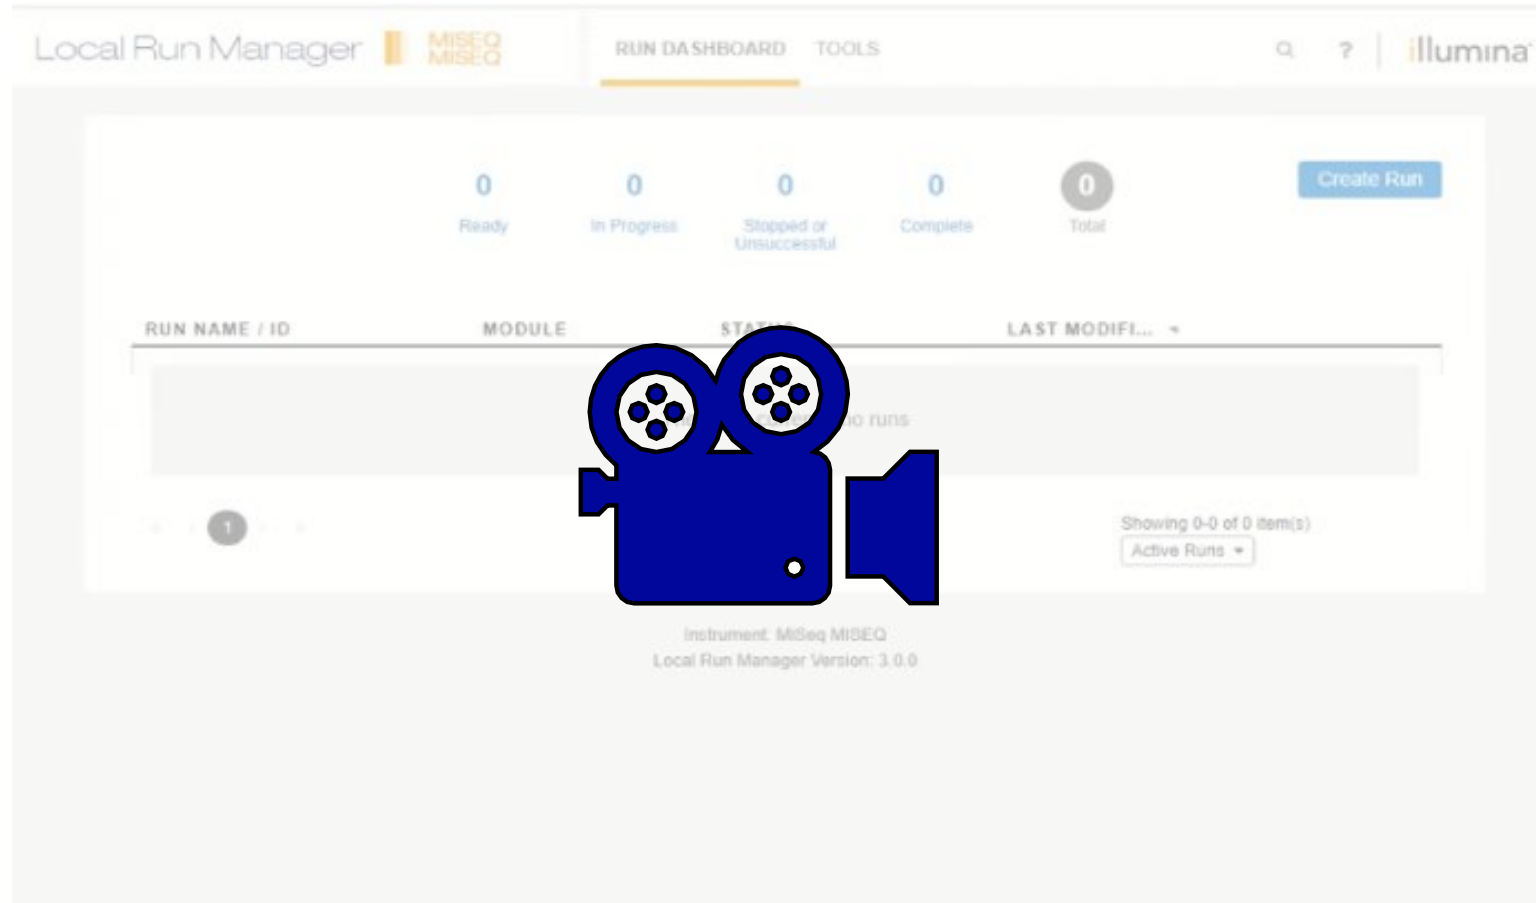 Local Run Manager MISEQ RUN DASHBOARD TOOLS ? illumina
MISEQ
0 0 0 0 0 Create Run
Ready In Progress Stopped or Complete Total
Unsuccessful
RUN NAME / ID MODULE LAST MODIFI...
no runs
1
Showing 0-0 of 0 item(s)
Active Runs
Instrument: MiSeq MISEQ
Local Run Manager Version: 3.0.0